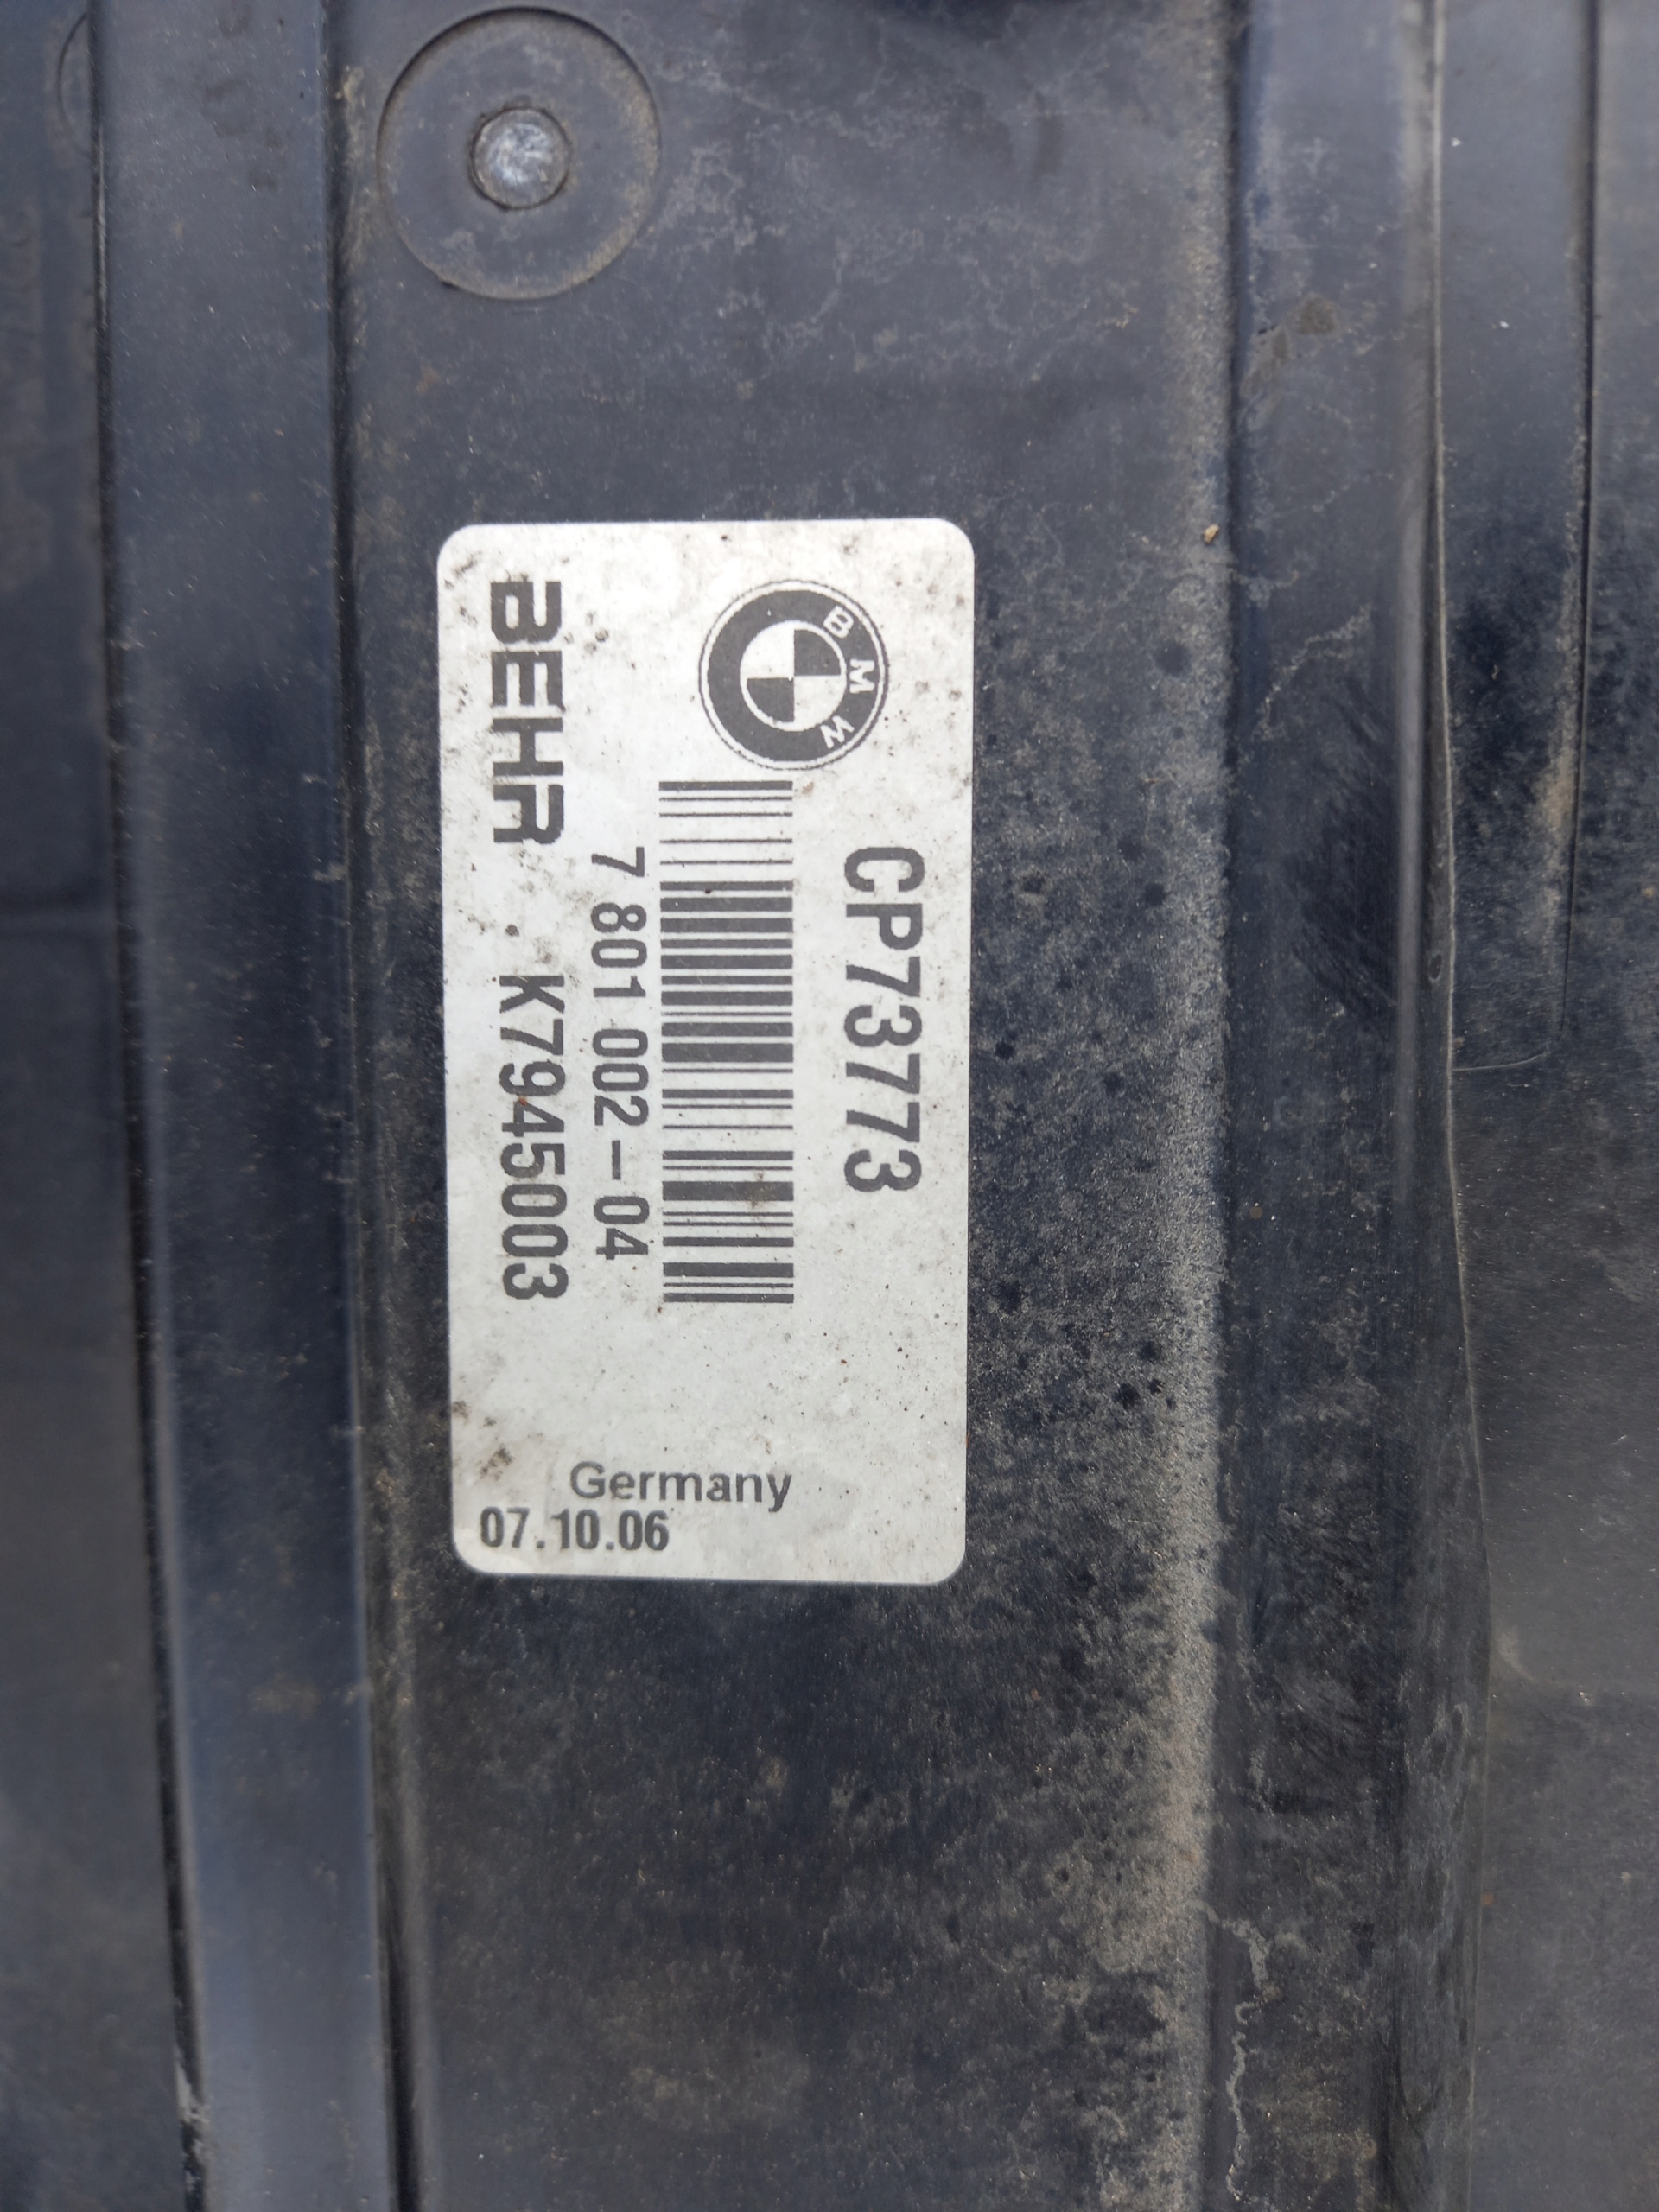 CP73773
BMW
7 801 002-04
BEHR K7945003
Germany
07.10.06